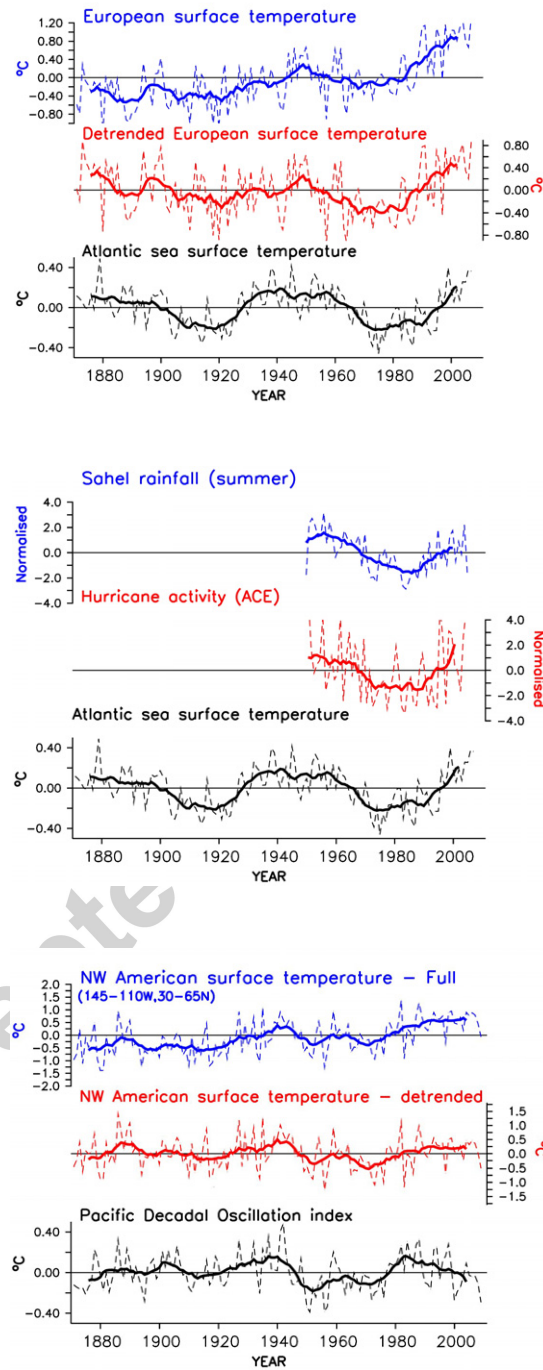 European surface temperature
1.20
0.80
0.40
0.00
−0.40
−0.80
°C
Detrended European surface temperature
0.80
0.40
0.00
−0.40
−0.80
°C
Atlantic sea surface temperature
0.40
0.00
−0.40
°C
1880 1900 1920 1940 1960 1980 2000
YEAR
Sahel rainfall (summer)
4.0
2.0
0.0
−2.0
−4.0
Normalised
Hurricane activity (ACE)
4.0
2.0
0.0
−2.0
−4.0
Normalised
Atlantic sea surface temperature
0.40
0.00
−0.40
°C
1880 1900 1920 1940 1960 1980 2000
YEAR
NW American surface temperature − Full
(145−110W,30−65N)
2.0
1.5
1.0
0.5
0.0
−0.5
−1.0
−1.5
−2.0
°C
NW American surface temperature − detrended
1.5
1.0
0.5
0.0
−0.5
−1.0
−1.5
°C
Pacific Decadal Oscillation index
0.40
0.00
−0.40
°C
1880 1900 1920 1940 1960 1980 2000
YEAR